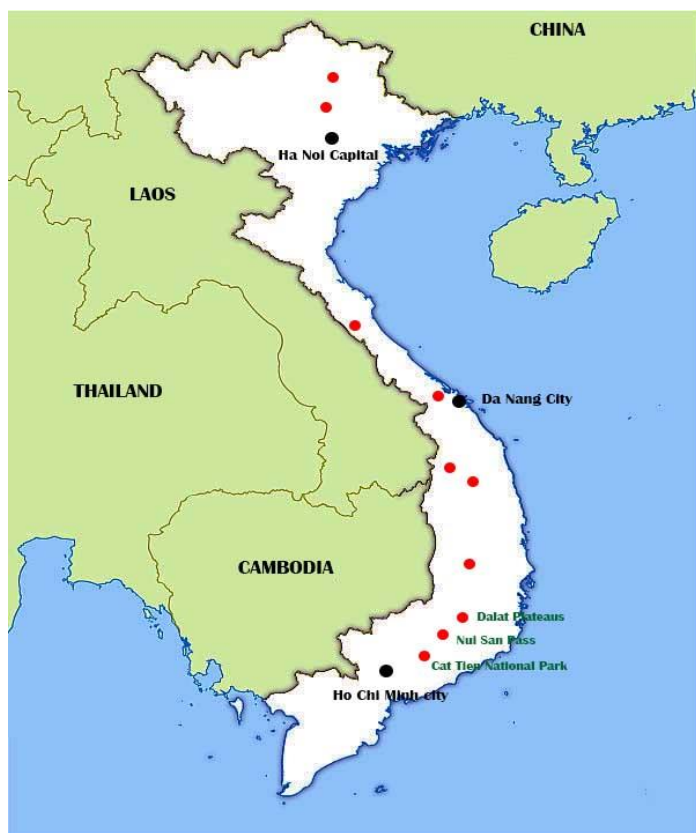 CHINA
Ha Noi Capital
LAOS
THAILAND
Da Nang City
CAMBODIA
Dalat Plateaus
Nui San Pass
Cat Tien National Park
Ho Chi Minh city